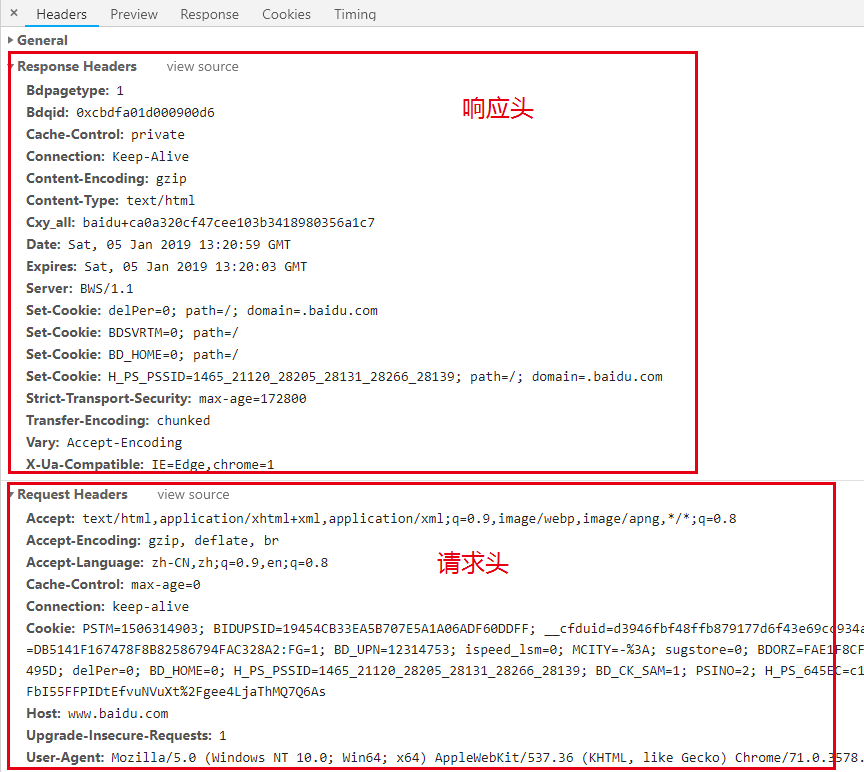 × Headers Preview Response Cookies Timing
General
Response Headers view source
Bdpagetype: 1
响应头
Bdqid: 0xcbdfa01d000900d6
Cache-Control: private
Connection: Keep-Alive
Content-Encoding: gzip
Content-Type: text/html
Cxy_all: baidu+ca0a320cf47cee103b3418980356a1c7
Date: Sat, 05 Jan 2019 13:20:59 GMT
Expires: Sat, 05 Jan 2019 13:20:03 GMT
Server: BWS/1.1
Set-Cookie: delPer=0; path=/; domain=.baidu.com
Set-Cookie: BDSVRTM=0; path=/
Set-Cookie: BD_HOME=0; path=/
Set-Cookie: H_PS_PSSID=1465_21120_28205_28131_28266_28139; path=/; domain=.baidu.com
Strict-Transport-Security: max-age=172800
Transfer-Encoding: chunked
Vary: Accept-Encoding
X-Ua-Compatible: IE=Edge,chrome=1
Request Headers view source
Accept: text/html,application/xhtml+xml,application/xml;q=0.9,image/webp,image/apng,*/*;q=0.8
Accept-Encoding: gzip, deflate, br
Accept-Language: zh-CN,zh;q=0.9,en;q=0.8
请求头
Cache-Control: max-age=0
Connection: keep-alive
Cookie: PSTM=1506314903; BIDUPSID=19454CB33EA5B707E5A1A06ADF60DDFF; __cfduid=d3946fbf48ffb879177d6f43e69cc934a
=DB5141F167478F8B82586794FAC328A2:FG=1; BD_UPN=12314753; ispeed_lsm=0; MCITY=-%3A; sugstore=0; BDORZ=FAE1F8CF
495D; delPer=0; BD_HOME=0; H_PS_PSSID=1465_21120_28205_28131_28266_28139; BD_CK_SAM=1; PSINO=2; H_PS_645EC=c1
FbI55FFPIDtEfvuNVuXt%2Fgee4LjaThMQ7Q6As
Host: www.baidu.com
Upgrade-Insecure-Requests: 1
User-Agent: Mozilla/5.0 (Windows NT 10.0; Win64; x64) AppleWebKit/537.36 (KHTML, like Gecko) Chrome/71.0.3578.